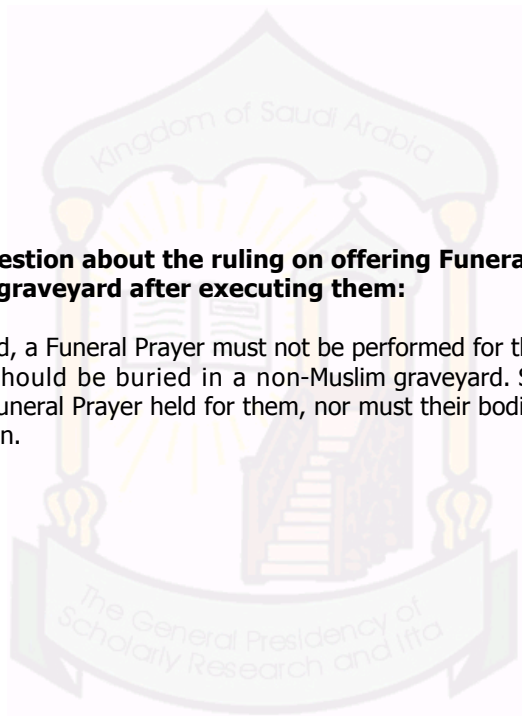 Kingdom of Saudi Arabia
estion about the ruling on offering Funera
graveyard after executing them:
d, a Funeral Prayer must not be performed for th
hould be buried in a non-Muslim graveyard. S
uneral Prayer held for them, nor must their bodi
n.
The General Presidency of
Scholarly Research and Ifta